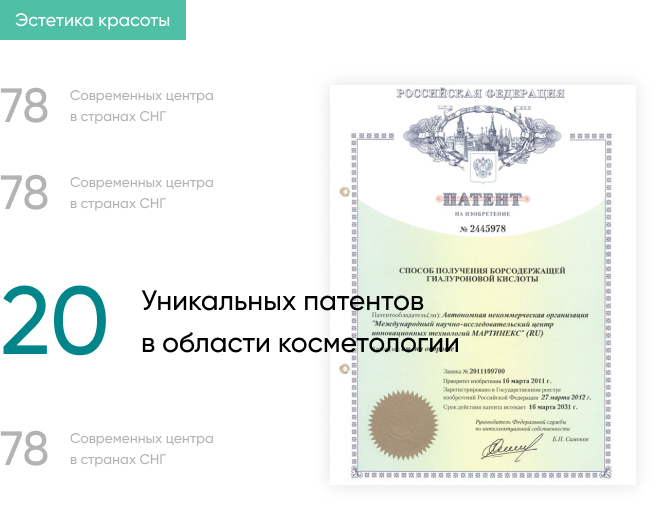 Эстетика красоты
78
Современных центра
в странах СНГ
78
Современных центра
в странах СНГ
20
Уникальных патентов
в области косметологии
78
Современных центра
в странах СНГ
РОССИЙСКАЯ ФЕДЕРАЦИЯ
ПАТЕНТ
НА ИЗОБРЕТЕНИЕ
№ 2445978
СПОСОБ ПОЛУЧЕНИЯ БОРСОДЕРЖАЩЕЙ
ГИАЛУРОНОВОЙ КИСЛОТЫ
Патентообладатель(ли): Автономная некоммерческая организация
"Международный научно-исследовательский центр
инновационных технологий МАРТИНЕКС" (RU)
Заявка № 2011109700
Приоритет изобретения 16 марта 2011 г.
Зарегистрировано в Государственном реестре
изобретений Российской Федерации 27 марта 2012 г.
Срок действия патента истекает 16 марта 2031 г.
Руководитель Федеральной службы
по интеллектуальной собственности
Б.П. Симонов